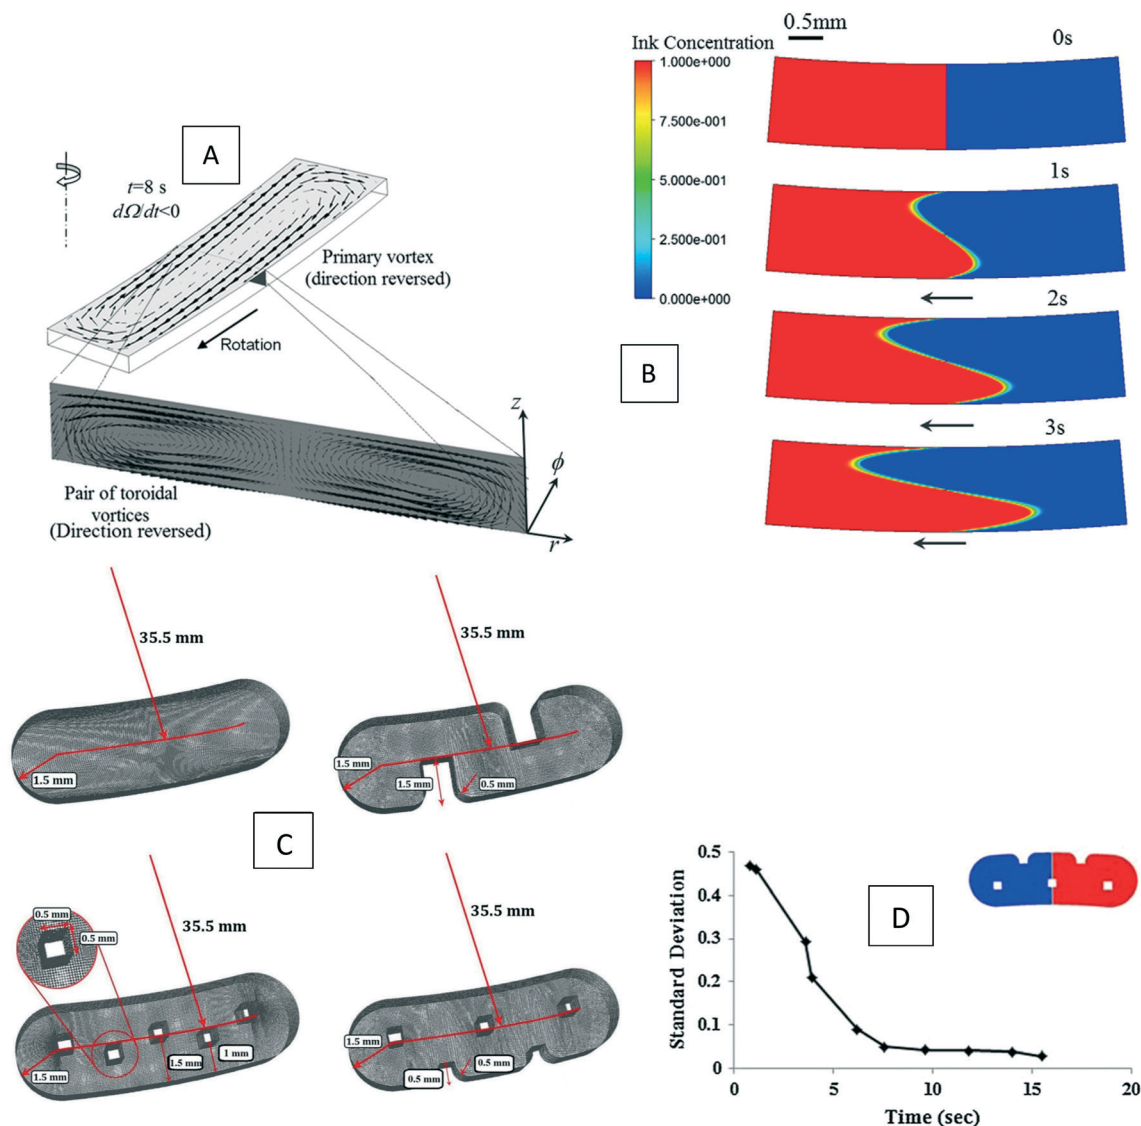 A
t=8 s
dΩ/dt<0
Primary vortex
(direction reversed)
Rotation
z
ϕ
r
Pair of toroidal
vortices
(Direction reversed)
0.5mm
Ink Concentration
0s
1.000e+000
7.500e-001
5.000e-001
2.500e-001
0.000e+000
1s
2s
3s
B
35.5 mm
1.5 mm
35.5 mm
1.5 mm
1.5 mm
0.5 mm
C
35.5 mm
0.5 mm
0.5 mm
1.5 mm
1.5 mm
1 mm
35.5 mm
1.5 mm
0.5 mm
0.5 mm
D
Standard Deviation
0.5
0.4
0.3
0.2
0.1
0
0
5
10
15
20
Time (sec)